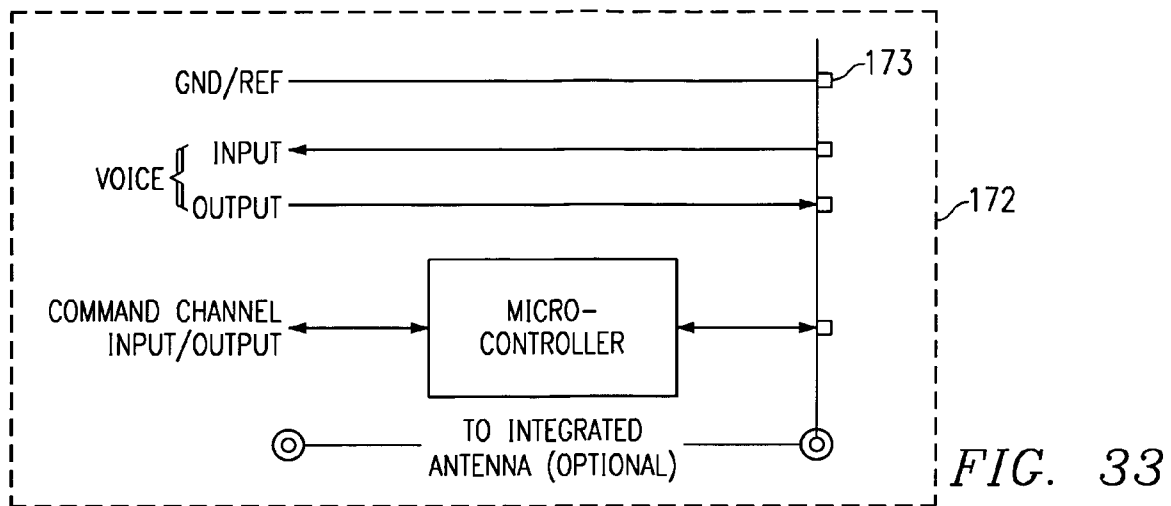 GND/REF
173
INPUT
VOICE
OUTPUT
172
COMMAND CHANNEL
INPUT/OUTPUT
MICRO-
CONTROLLER
TO INTEGRATED
ANTENNA (OPTIONAL)
FIG. 33